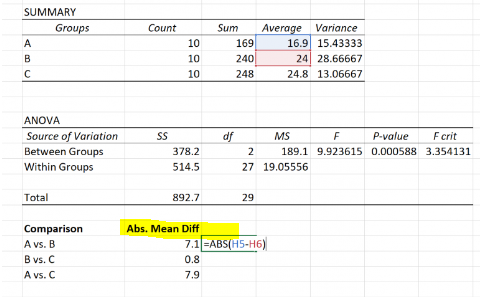 SUMMARY
Groups Count Sum Average Variance
A 10 169 16.9 15.43333
B 10 240 24 28.66667
C 10 248 24.8 13.06667
ANOVA
Source of Variation SS df MS F P-value F crit
Between Groups 378.2 2 189.1 9.923615 0.000588 3.354131
Within Groups 514.5 27 19.05556
Total 892.7 29
Comparison Abs. Mean Diff
A vs. B 7.1 =ABS(H5-H6)
B vs. C 0.8
A vs. C 7.9